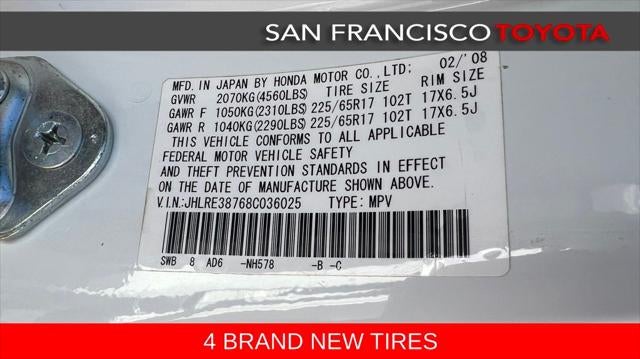 SAN FRANCISCO TOYOTA
MFD. IN JAPAN BY HONDA MOTOR CO., LTD; 02/'08
GVWR 2070KG(4560LBS) TIRE SIZE RIM SIZE
GAWR F 1050KG(2310LBS) 225/65R17 102T 17X6.5J
GAWR R 1040KG(2290LBS) 225/65R17 102T 17X6.5J
THIS VEHICLE CONFORMS TO ALL APPLICABLE
FEDERAL MOTOR VEHICLE SAFETY
AND THEFT PREVENTION STANDARDS IN EFFECT
ON THE DATE OF MANUFACTURE SHOWN ABOVE.
V.I.N:JHLRE38768C036025 TYPE: MPV
SWB 8 AD6 -NH578 -B -C
4 BRAND NEW TIRES